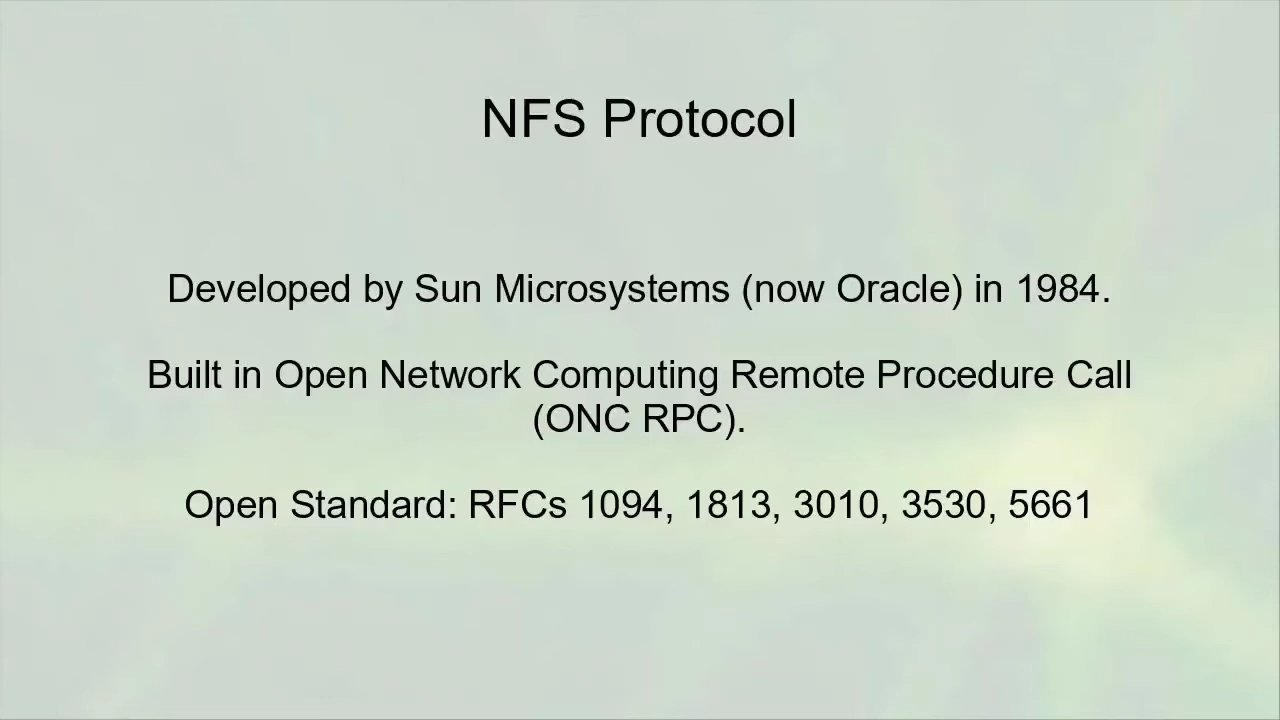 NFS Protocol
Developed by Sun Microsystems (now Oracle) in 1984.
Built in Open Network Computing Remote Procedure Call
(ONC RPC).
Open Standard: RFCs 1094, 1813, 3010, 3530, 5661